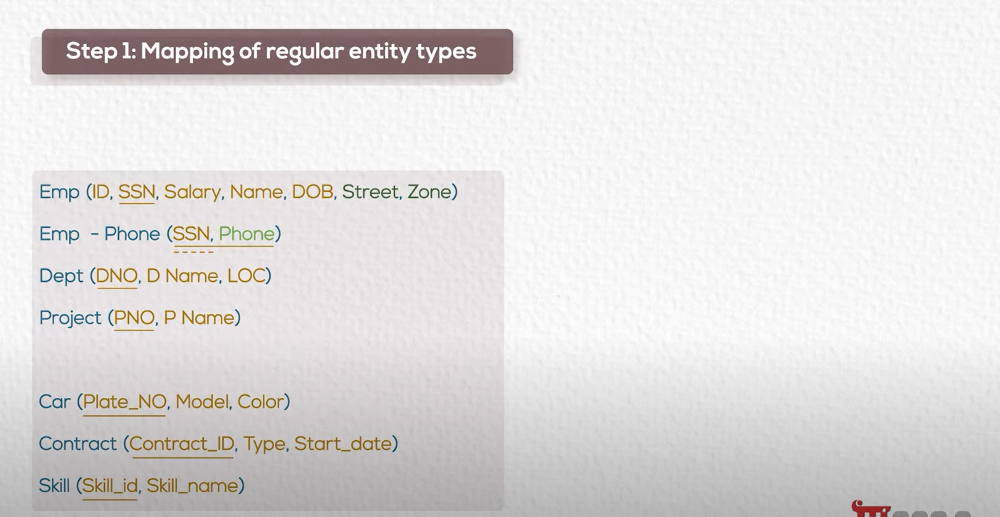 Step 1: Mapping of regular entity types
Emp (ID, SSN, Salary, Name, DOB, Street, Zone)
Emp - Phone (SSN, Phone)
Dept (DNO, D Name, LOC)
Project (PNO, P Name)
Car (Plate_NO, Model, Color)
Contract (Contract_ID, Type, Start_date)
Skill (Skill_id, Skill_name)